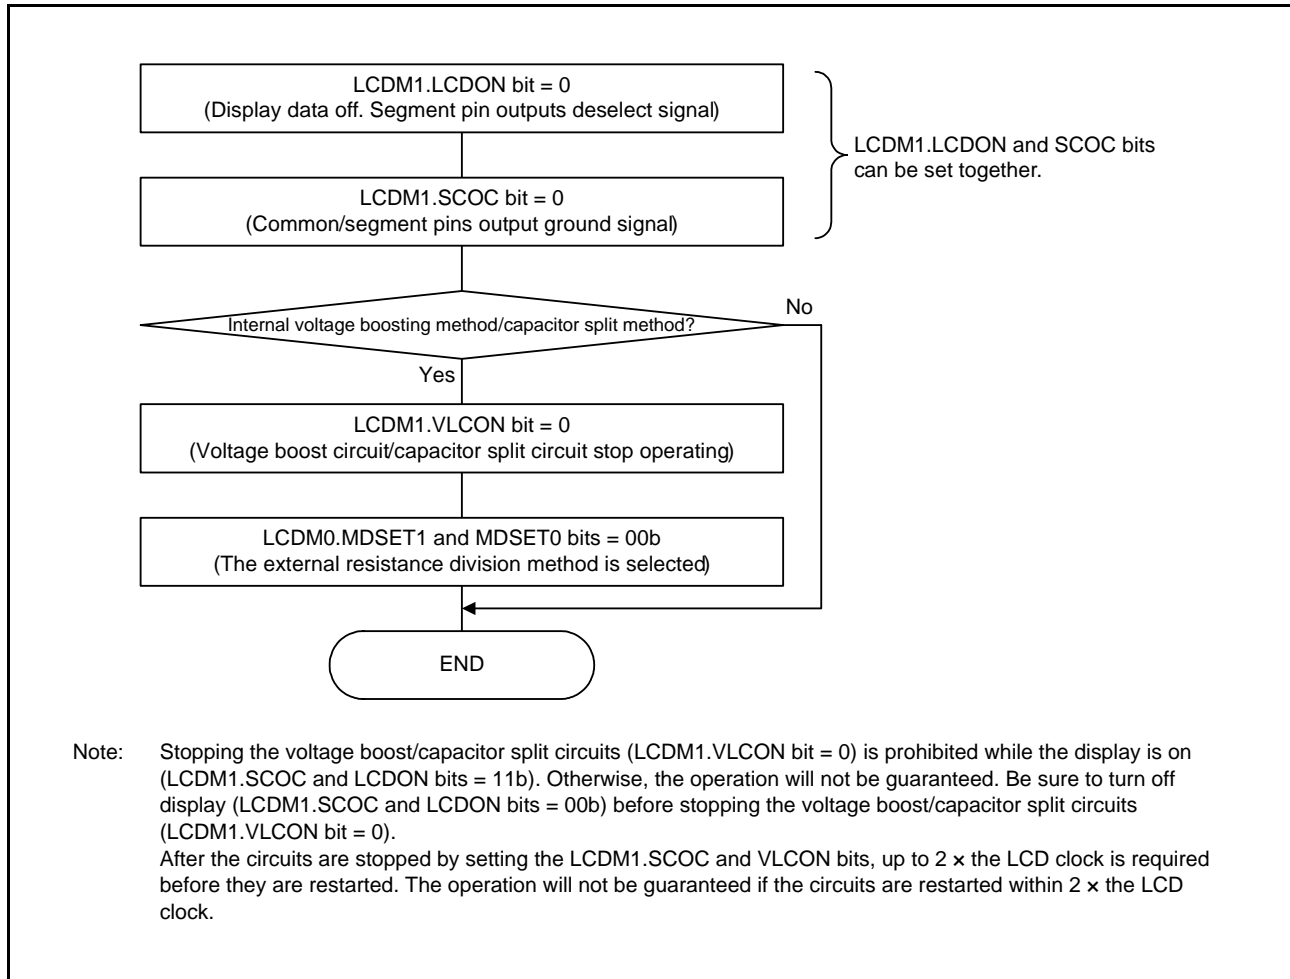 LCDM1.LCDON bit = 0
(Display data off. Segment pin outputs deselect signal)
LCDM1.LCDON and SCOC bits
can be set together.
LCDM1.SCOC bit = 0
(Common/segment pins output ground signal)
No
Internal voltage boosting method/capacitor split method?
Yes
LCDM1.VLCON bit = 0
(Voltage boost circuit/capacitor split circuit stop operating)
LCDM0.MDSET1 and MDSET0 bits = 00b
(The external resistance division method is selected)
END
Note: Stopping the voltage boost/capacitor split circuits (LCDM1.VLCON bit = 0) is prohibited while the display is on
(LCDM1.SCOC and LCDON bits = 11b). Otherwise, the operation will not be guaranteed. Be sure to turn off
display (LCDM1.SCOC and LCDON bits = 00b) before stopping the voltage boost/capacitor split circuits
(LCDM1.VLCON bit = 0).
After the circuits are stopped by setting the LCDM1.SCOC and VLCON bits, up to 2 × the LCD clock is required
before they are restarted. The operation will not be guaranteed if the circuits are restarted within 2 × the LCD
clock.